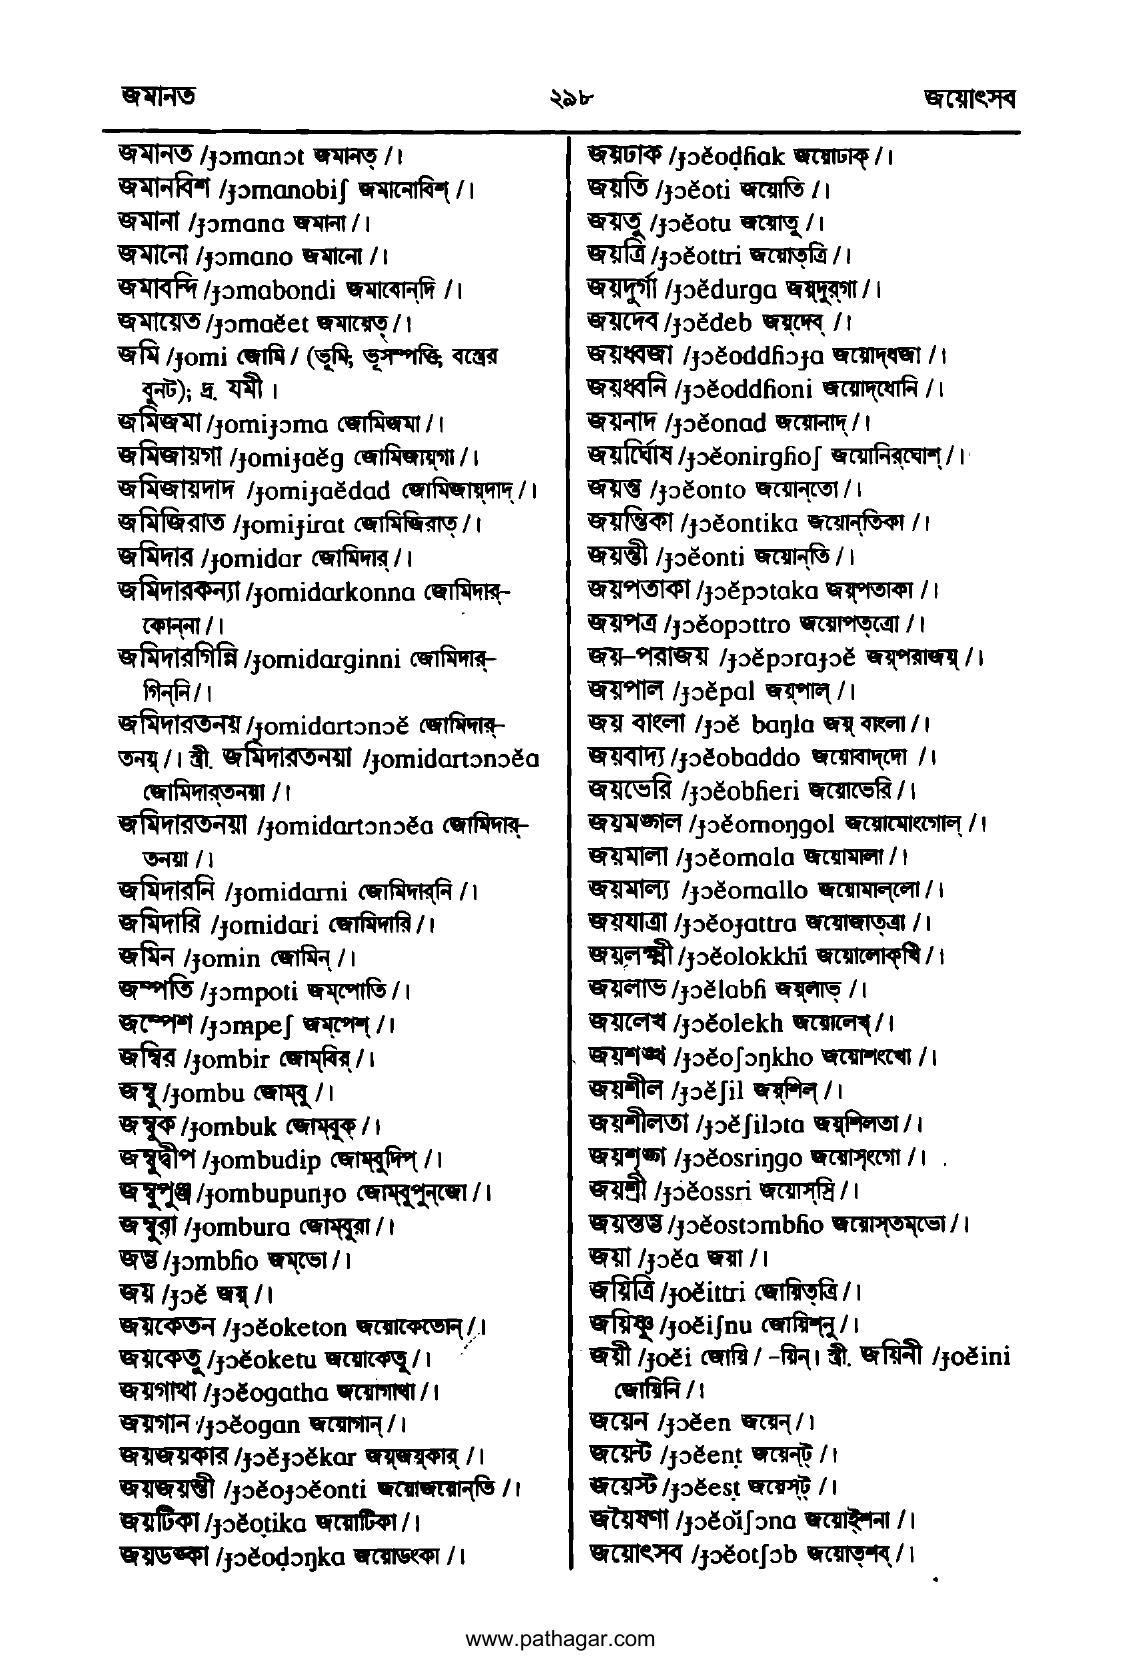 জমানত ২৯৮ জয়োৎসব
জমানত /ɟɔmanɔt জমানত্ /।
জমানবিশ /ɟɔmanobiʃ জমানোবিশ্ /।
জমানা /ɟɔmana জমানা /।
জমানো /ɟɔmano জমানো /।
জমাবন্দি /ɟɔmabondi জমাবোন্‌দি /।
জমায়েত /ɟɔmaĕet জমায়েত্ /।
জমি /ɟomi জোমি / (ভূমি; ভূসম্পত্তি; বস্ত্রের
বুনট); দ্র. যমী ।
জমিজমা /ɟomiɟɔma জোমিজমা /।
জমিজায়গা /ɟomiɟaĕg জোমিজায়্‌গা /।
জমিজায়দাদ /ɟomiɟaĕdad জোমিজায়্‌দাদ্ /।
জমিজিরাত /ɟomiɟirat জোমিজিরাত্ /।
জমিদার /ɟomidar জোমিদার্ /।
জমিদারকন্যা /ɟomidarkonna জোমিদার্-
কোন্‌না /।
জমিদারগিন্নি /ɟomidarginni জোমিদার্-
গিন্‌নি /।
জমিদারতনয় /ɟomidartɔnɔĕ জোমিদার্-
তনয়্ /। স্ত্রী. জমিদারতনয়া /ɟomidartɔnɔĕa
জোমিদার্‌তনয়া /।
জমিদারতনয়া /ɟomidartɔnɔĕa জোমিদার্-
তনয়া /।
জমিদারনি /ɟomidarni জোমিদার্‌নি /।
জমিদারি /ɟomidari জোমিদারি /।
জমিন /ɟomin জোমিন্ /।
জম্পতি /ɟɔmpoti জম্‌পোতি /।
জম্পেশ /ɟɔmpeʃ জম্‌পেশ্ /।
জম্বির /ɟombir জোম্‌বির্ /।
জম্বু /ɟombu জোম্‌বু /।
জম্বুক /ɟombuk জোম্‌বুক্ /।
জম্বুদ্বীপ /ɟombudip জোম্‌বুদিপ্ /।
জম্বুপুঞ্জ /ɟombupunɟo জোম্‌বুপুন্‌জো /।
জম্বুরা /ɟombura জোম্‌বুরা /।
জম্ভ /ɟɔmbɦo জম্‌ভো /।
জয় /ɟɔĕ জয়্ /।
জয়কেতন /ɟɔĕoketon জয়োকেতোন্ /।
জয়কেতু /ɟɔĕoketu জয়োকেতু /।
জয়গাথা /ɟɔĕogatha জয়োগাথা /।
জয়গান /ɟɔĕogan জয়োগান্ /।
জয়জয়কার /ɟɔĕɟɔĕkar জয়্‌জয়্‌কার্ /।
জয়জয়ন্তী /ɟɔĕoɟɔĕonti জয়োজয়োন্‌তি /।
জয়টিকা /ɟɔĕoṭika জয়োটিকা /।
জয়ডঙ্কা /ɟɔĕoḍɔŋka জয়োডংকা /।
জয়ঢাক /ɟɔĕoḍɦak জয়োঢাক্ /।
জয়তি /ɟɔĕoti জয়োতি /।
জয়তু /ɟɔĕotu জয়োতু /।
জয়ত্রি /ɟɔĕottri জয়োত্‌ত্রি /।
জয়দুর্গা /ɟɔĕdurga জয়্‌দুর্‌গা /।
জয়দেব /ɟɔĕdeb জয়্‌দেব্ /।
জয়ধ্বজা /ɟɔĕoddɦɔɟa জয়োদ্‌ধজা /।
জয়ধ্বনি /ɟɔĕoddɦoni জয়োদ্‌ধোনি /।
জয়নাদ /ɟɔĕonad জয়োনাদ্ /।
জয়নির্ঘোষ /ɟɔĕonirgɦoʃ জয়োনির্‌ঘোশ্ /।
জয়ন্ত /ɟɔĕonto জয়োন্‌তো /।
জয়ন্তিকা /ɟɔĕontika জয়োন্‌তিকা /।
জয়ন্তী /ɟɔĕonti জয়োন্‌তি /।
জয়পতাকা /ɟɔĕpɔtaka জয়্‌পতাকা /।
জয়পত্র /ɟɔĕopɔttro জয়োপত্‌ত্রো /।
জয়-পরাজয় /ɟɔĕpɔraɟɔĕ জয়্‌পরাজয়্ /।
জয়পাল /ɟɔĕpal জয়্‌পাল্ /।
জয় বাংলা /ɟɔĕ baŋla জয়্ বাংলা /।
জয়বাদ্য /ɟɔĕobaddo জয়োবাদ্‌দো /।
জয়ভেরি /ɟɔĕobɦeri জয়োভেরি /।
জয়মঙ্গল /ɟɔĕomoŋgol জয়োমোংগোল্ /।
জয়মালা /ɟɔĕomala জয়োমালা /।
জয়মাল্য /ɟɔĕomallo জয়োমাল্‌লো /।
জয়যাত্রা /ɟɔĕoɟattra জয়োজাত্‌ত্রা /।
জয়লক্ষ্মী /ɟɔĕolokkhĩ জয়োলোক্‌খিঁ /।
জয়লাভ /ɟɔĕlabɦ জয়্‌লাভ্ /।
জয়লেখ /ɟɔĕolekh জয়োলেখ্ /।
জয়শঙ্খ /ɟɔĕoʃɔŋkho জয়োশংখো /।
জয়শীল /ɟɔĕʃil জয়্‌শিল্ /।
জয়শীলতা /ɟɔĕʃilɔta জয়্‌শিলতা /।
জয়শৃঙ্গ /ɟɔĕosriŋgo জয়োসৃংগো /।
জয়শ্রী /ɟɔĕossri জয়োস্‌স্রি /।
জয়স্তম্ভ /ɟɔĕostɔmbɦo জয়োস্‌তম্‌ভো /।
জয়া /ɟɔĕa জয়া /।
জয়িত্রি /ɟoĕittri জোয়িত্‌ত্রি /।
জয়িষ্ণু /ɟoĕiʃnu জোয়িশ্‌নু /।
জয়ী /ɟoĕi জোয়ি / -য়িন্। স্ত্রী. জয়িনী /ɟoĕini
জোয়িনি /।
জয়েন /ɟɔĕen জয়েন্ /।
জয়েন্ট /ɟɔĕenṭ জয়েন্‌ট্ /।
জয়েস্ট /ɟɔĕesṭ জয়েস্‌ট্ /।
জয়ৈষণা /ɟɔĕoĭʃɔna জয়োইশনা /।
জয়োৎসব /ɟɔĕotʃɔb জয়োত্‌শব্ /।
www.pathagar.com